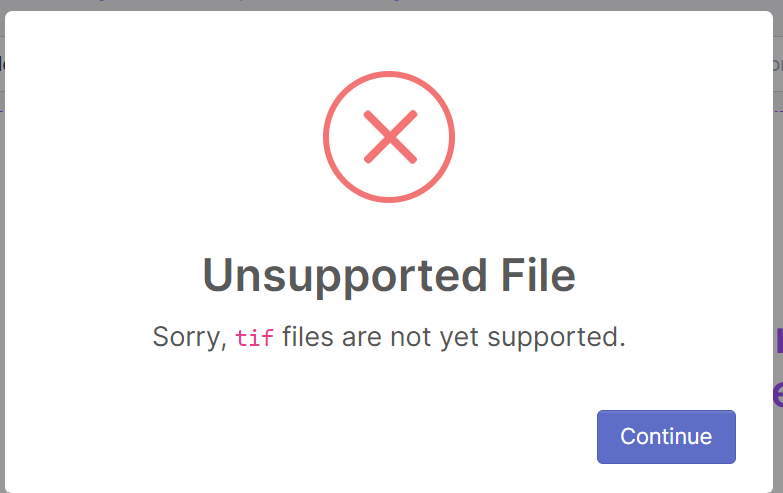 Unsupported File
Sorry, tif files are not yet supported.
Continue